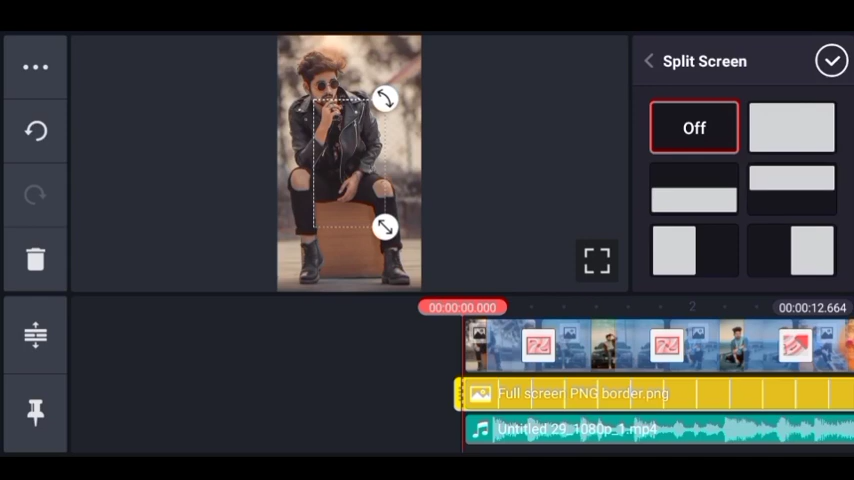 Split Screen
Off
00:00:00.000
2
00:00:12.664
Full screen PNG border.png
Untitled 29_1080p_1.mp4